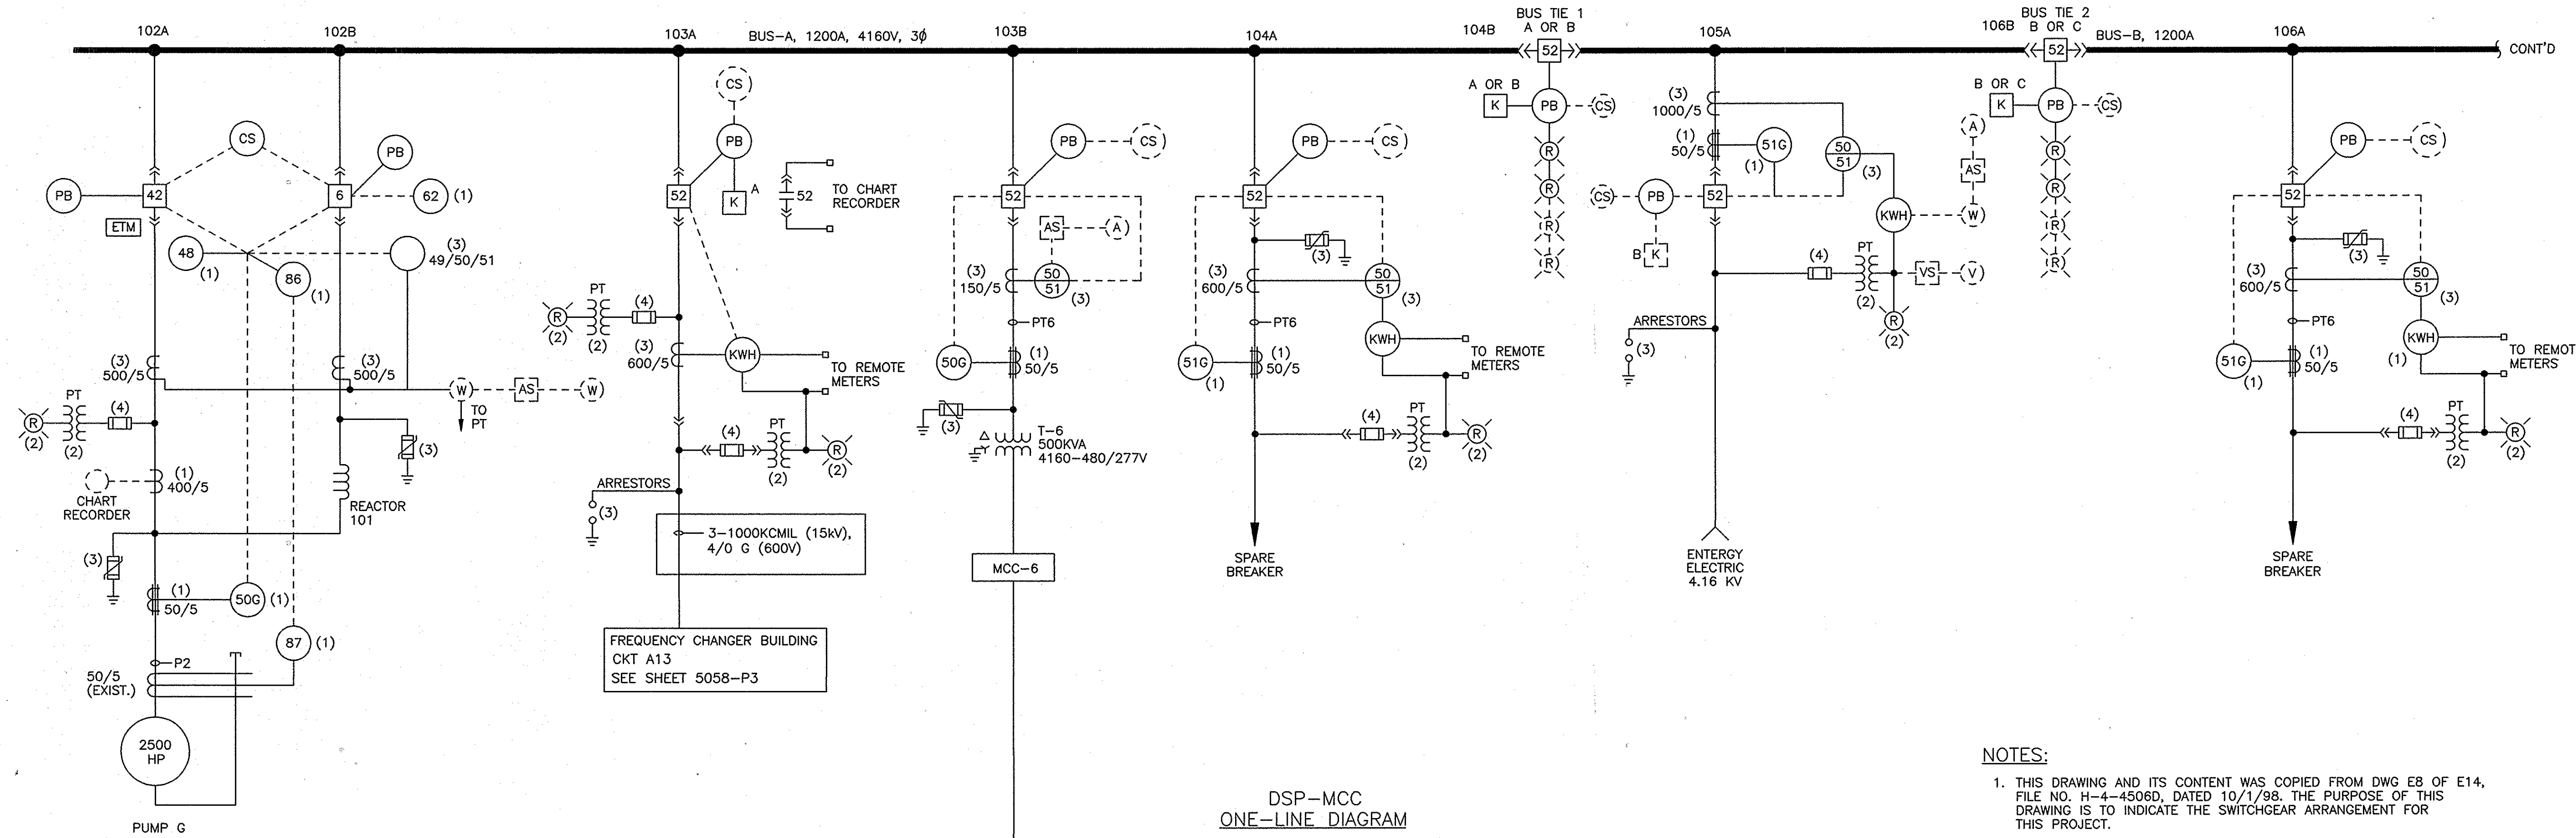 102A
102B
103A
BUS-A, 1200A, 4160V, 3ϕ
103B
104A
104B
BUS TIE 1
A OR B
52
105A
106B
BUS TIE 2
B OR C
52
BUS-B, 1200A
106A
CONT'D
CS
PB
PB
42
6
62
(1)
ETM
48
(1)
86
(1)
(3)
49/50/51
(3)
500/5
(3)
500/5
W
AS
W
TO
PT
PT
R
(2)
(2)
(4)
(3)
(1)
400/5
CHART
RECORDER
REACTOR
101
(3)
(1)
50/5
50G
(1)
87
(1)
P2
50/5
(EXIST.)
2500
HP
PUMP G
CS
PB
52
K
A
52
TO CHART
RECORDER
PT
(4)
R
(2)
(2)
(3)
600/5
KWH
TO REMOTE
METERS
(4)
PT
R
(2)
(2)
ARRESTORS
(3)
3-1000KCMIL (15kV),
4/0 G (600V)
FREQUENCY CHANGER BUILDING
CKT A13
SEE SHEET 5058-P3
PB
CS
52
AS
A
(3)
150/5
50
51
(3)
PT6
50G
(1)
50/5
(3)
T-6
500KVA
4160-480/277V
MCC-6
PB
CS
52
(3)
(3)
600/5
50
51
(3)
PT6
KWH
TO REMOTE
METERS
51G
(1)
(1)
50/5
(4)
PT
R
(2)
(2)
SPARE
BREAKER
A OR B
K
PB
CS
R
R
R
R
(3)
1000/5
(1)
50/5
51G
(1)
50
51
(3)
CS
PB
52
B
K
KWH
A
AS
W
(4)
PT
(2)
VS
V
R
(2)
ARRESTORS
(3)
ENTERGY
ELECTRIC
4.16 KV
B OR C
K
PB
CS
R
R
R
R
PB
CS
52
(3)
(3)
600/5
50
51
(3)
PT6
KWH
(1)
TO REMOT
METERS
51G
(1)
(1)
50/5
(4)
PT
R
(2)
(2)
SPARE
BREAKER
DSP-MCC
ONE-LINE DIAGRAM
NOTES:
1. THIS DRAWING AND ITS CONTENT WAS COPIED FROM DWG E8 OF E14,
FILE NO. H-4-4506D, DATED 10/1/98. THE PURPOSE OF THIS
DRAWING IS TO INDICATE THE SWITCHGEAR ARRANGEMENT FOR
THIS PROJECT.